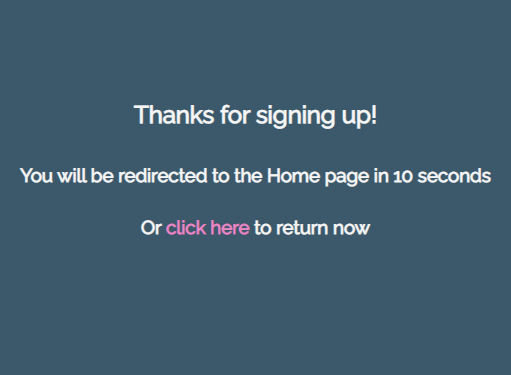 Thanks for signing up!
You will be redirected to the Home page in 10 seconds
Or click here to return now